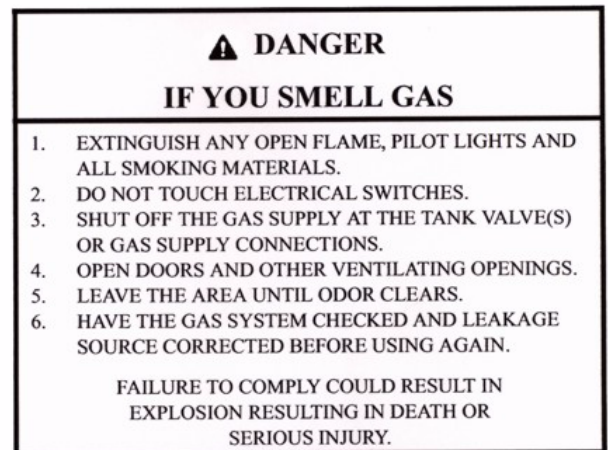 DANGER
IF YOU SMELL GAS
1. EXTINGUISH ANY OPEN FLAME, PILOT LIGHTS AND
ALL SMOKING MATERIALS.
2. DO NOT TOUCH ELECTRICAL SWITCHES.
3. SHUT OFF THE GAS SUPPLY AT THE TANK VALVE(S)
OR GAS SUPPLY CONNECTIONS.
4. OPEN DOORS AND OTHER VENTILATING OPENINGS.
5. LEAVE THE AREA UNTIL ODOR CLEARS.
6. HAVE THE GAS SYSTEM CHECKED AND LEAKAGE
SOURCE CORRECTED BEFORE USING AGAIN.
FAILURE TO COMPLY COULD RESULT IN
EXPLOSION RESULTING IN DEATH OR
SERIOUS INJURY.